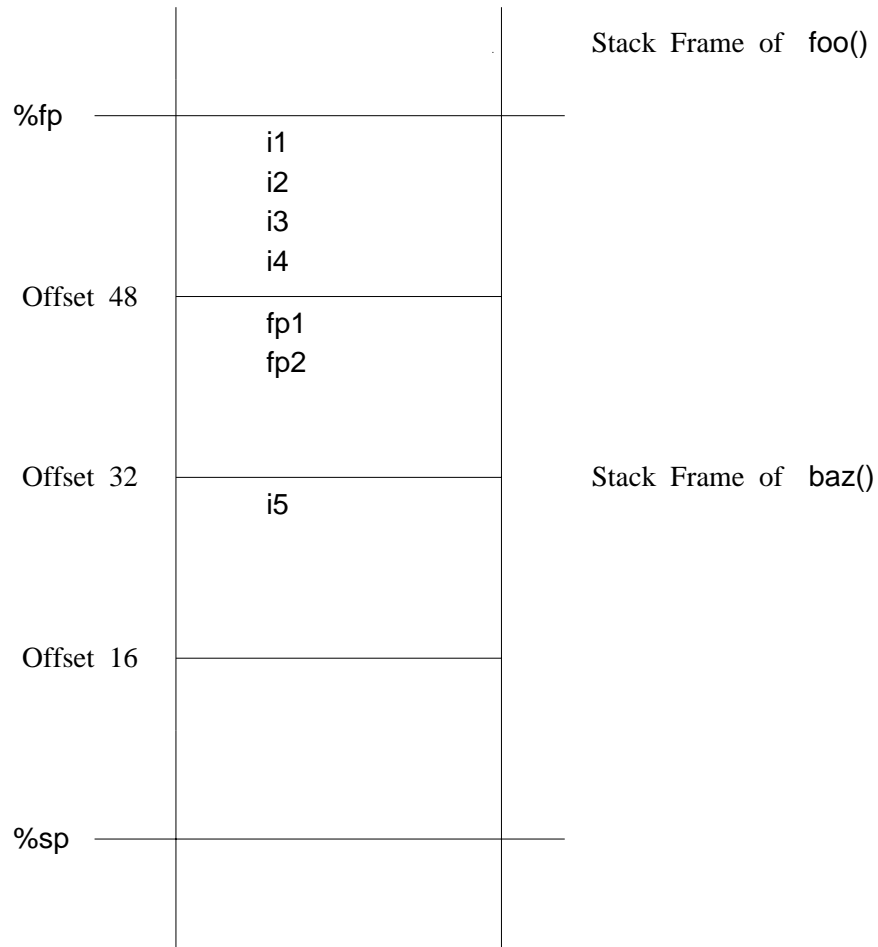 Stack Frame of foo()
%fp
i1
i2
i3
i4
Offset 48
fp1
fp2
Offset 32
Stack Frame of baz()
i5
Offset 16
%sp